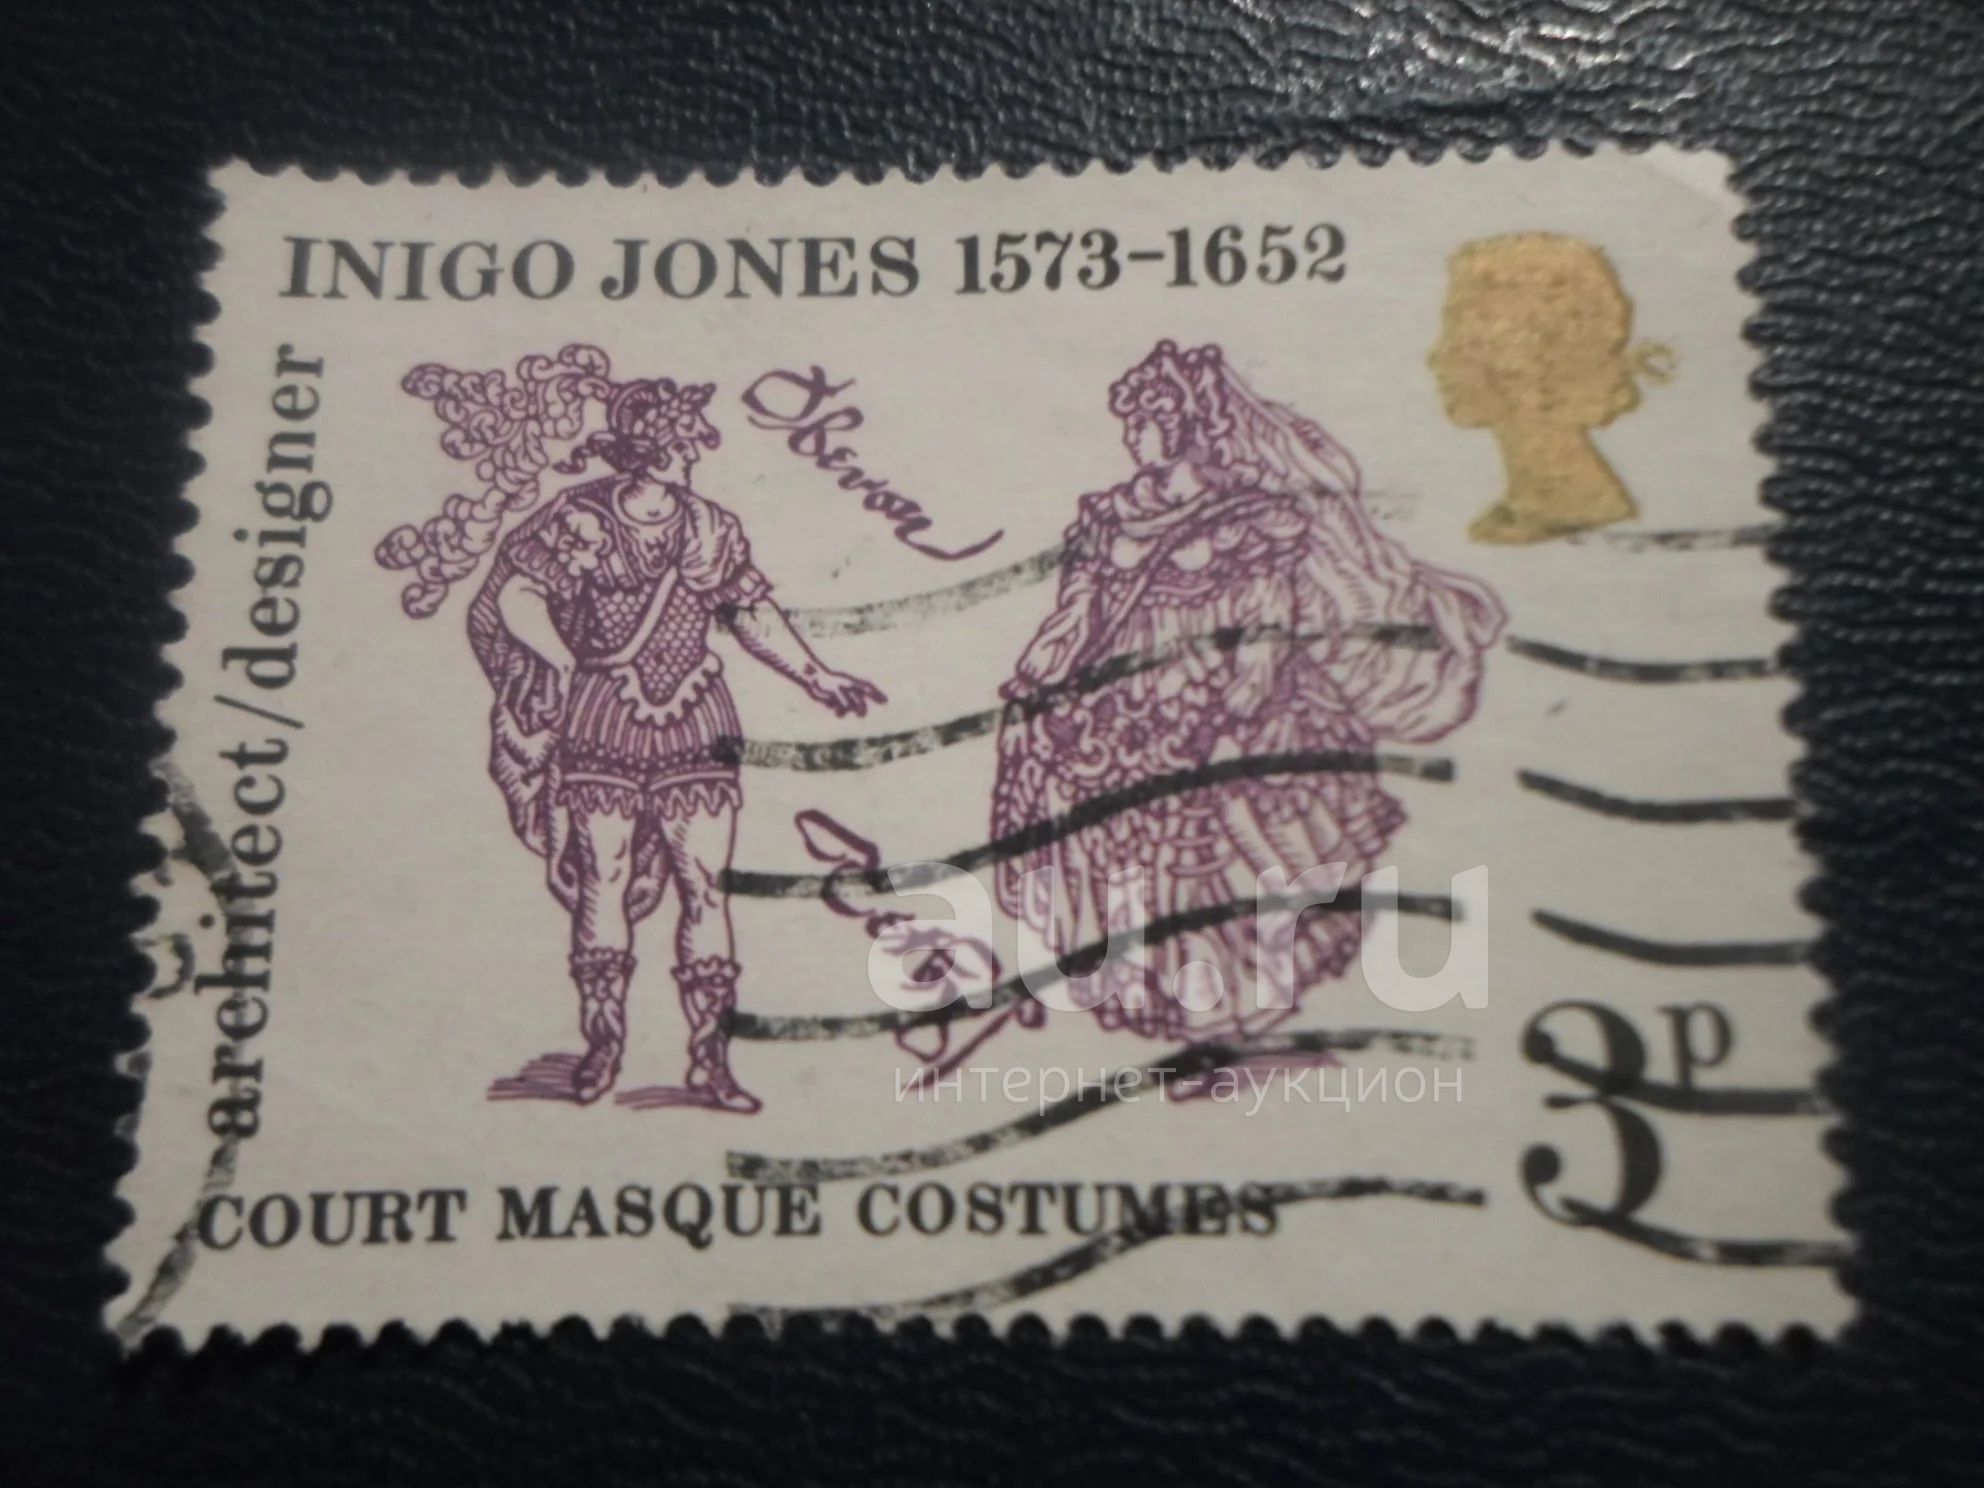 INIGO JONES 1573-1652
architect/designer
Oberon
COURT MASQUE COSTUMES
3p
au.ru
интернет-аукцион